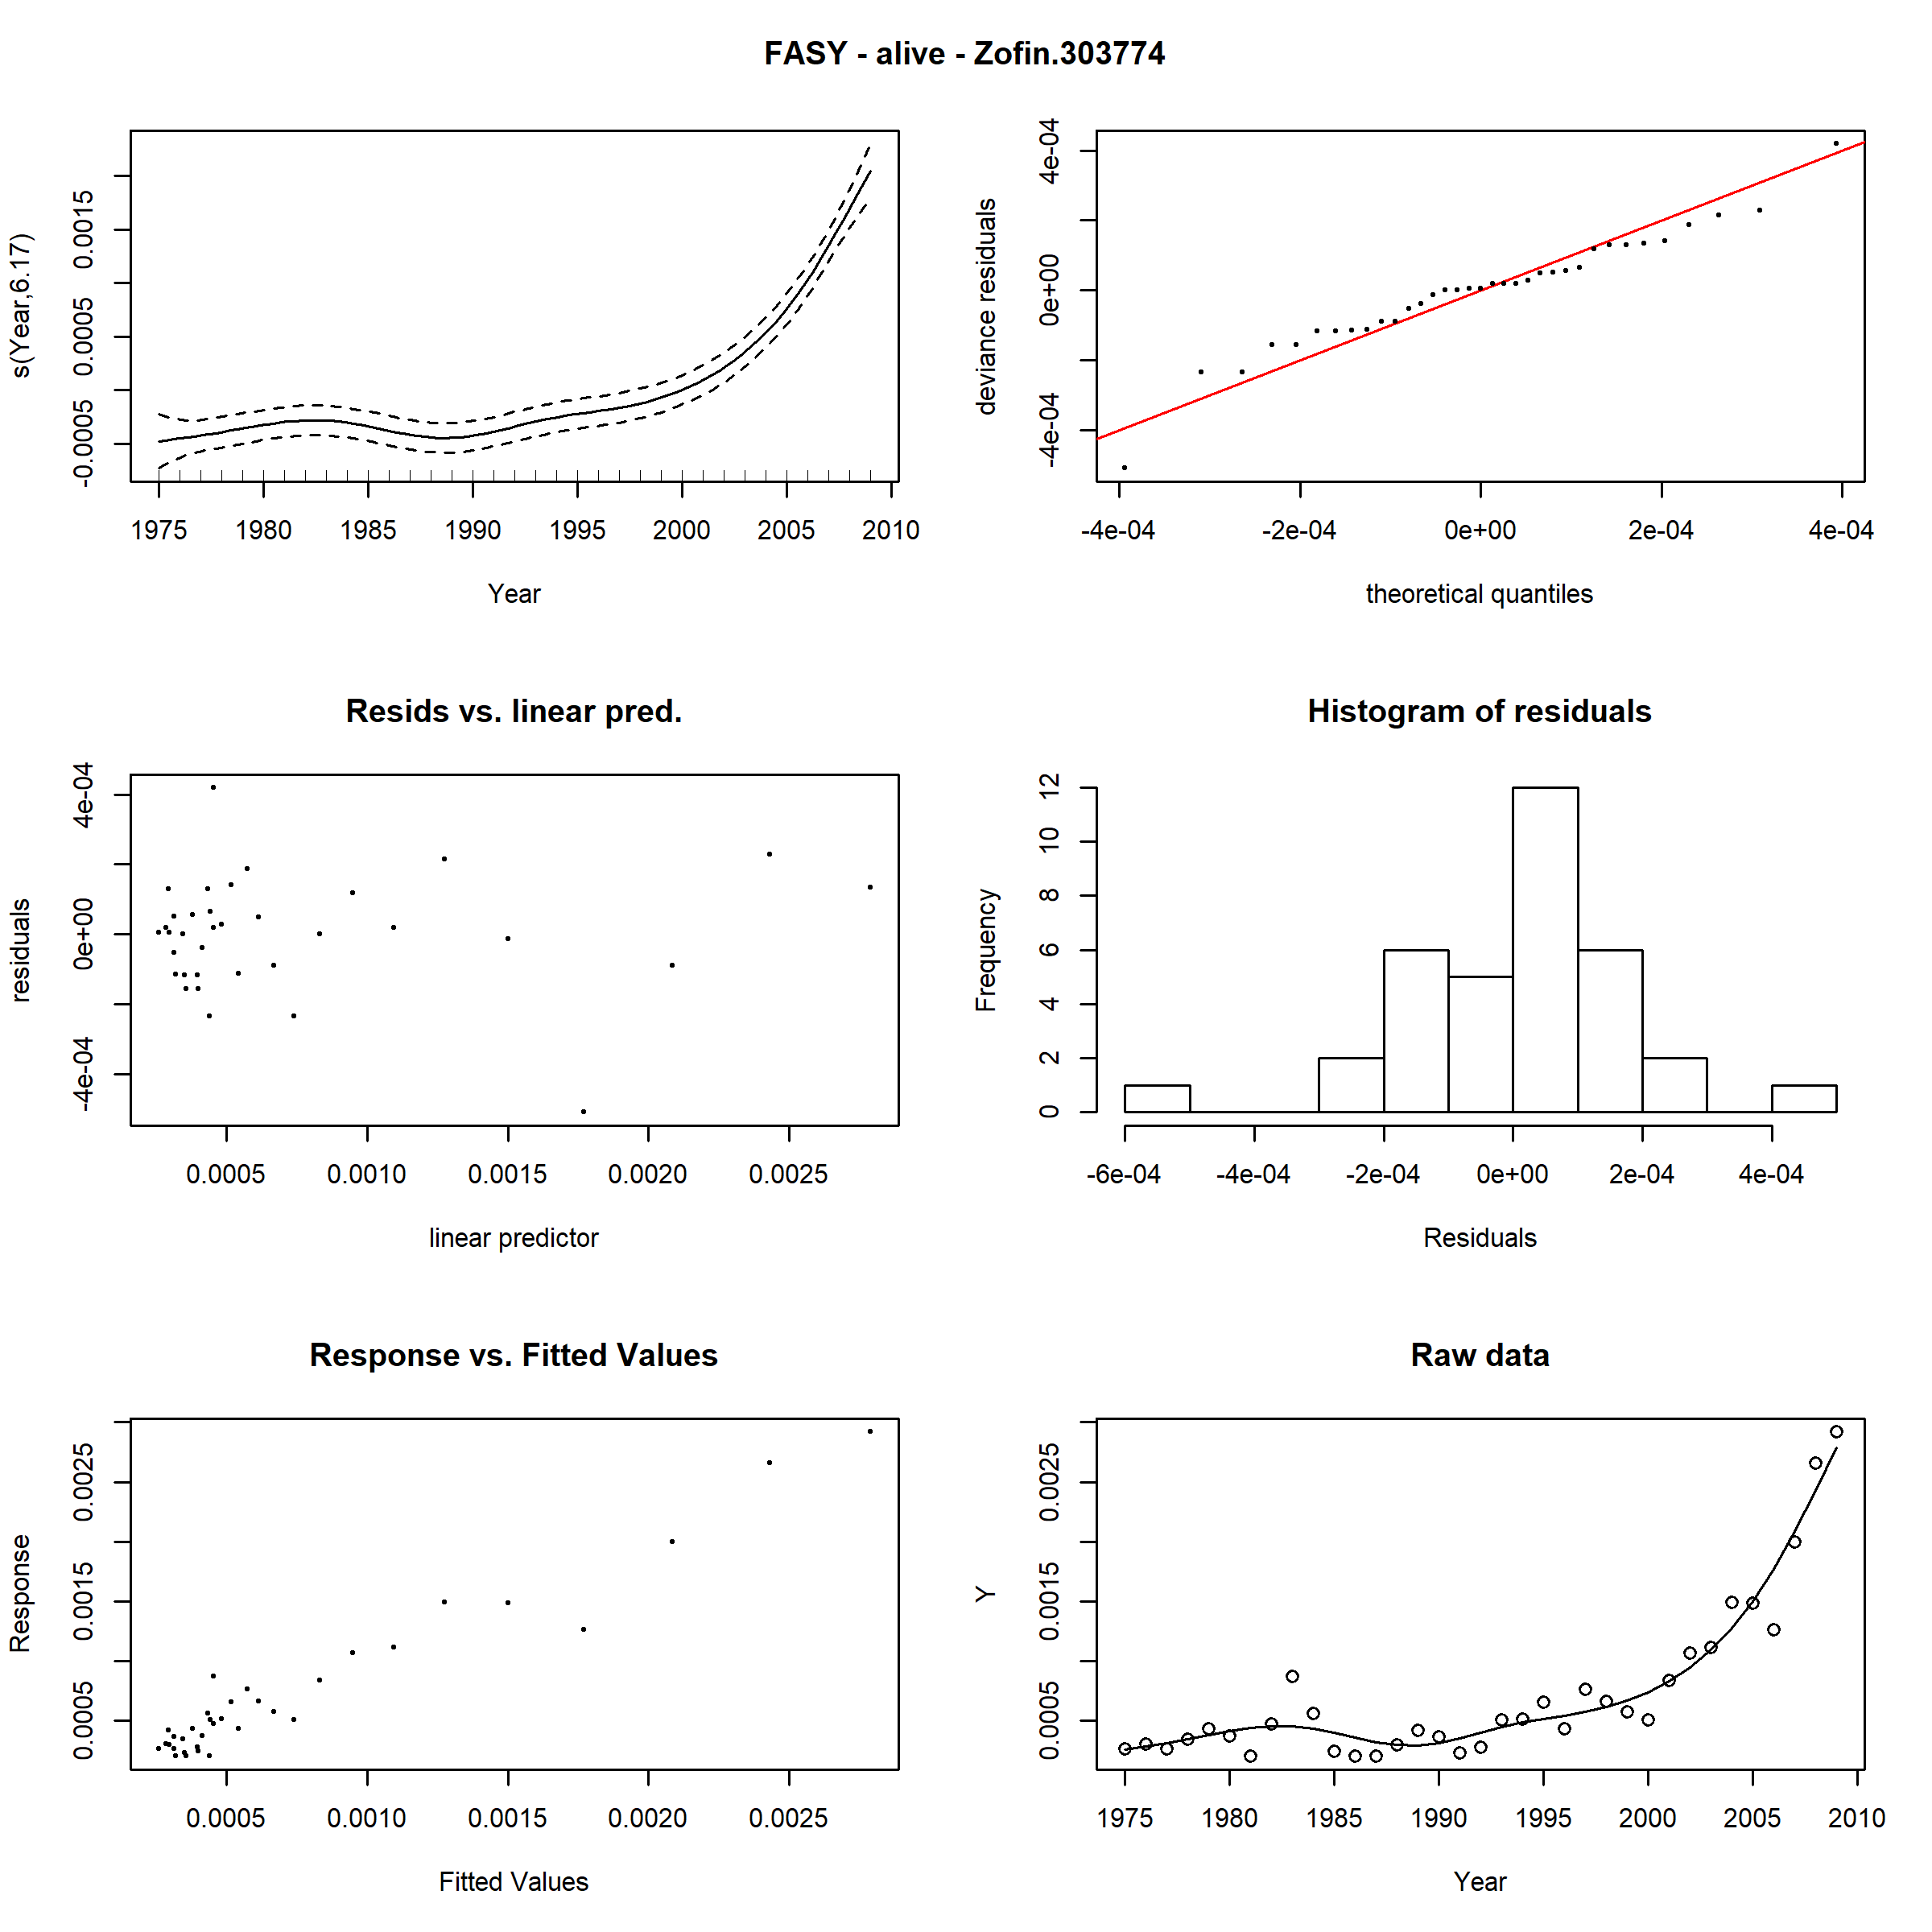 FASY - alive - Zofin.303774
s(Year,6.17)
-0.0005 0.0005 0.0015
1975 1980 1985 1990 1995 2000 2005 2010
Year
deviance residuals
-4e-04 0e+00 4e-04
-4e-04 -2e-04 0e+00 2e-04 4e-04
theoretical quantiles
Resids vs. linear pred.
residuals
-4e-04 0e+00 4e-04
0.0005 0.0010 0.0015 0.0020 0.0025
linear predictor
Histogram of residuals
Frequency
0 2 4 6 8 10 12
-6e-04 -4e-04 -2e-04 0e+00 2e-04 4e-04
Residuals
Response vs. Fitted Values
Response
0.0005 0.0015 0.0025
0.0005 0.0010 0.0015 0.0020 0.0025
Fitted Values
Raw data
Y
0.0005 0.0015 0.0025
1975 1980 1985 1990 1995 2000 2005 2010
Year